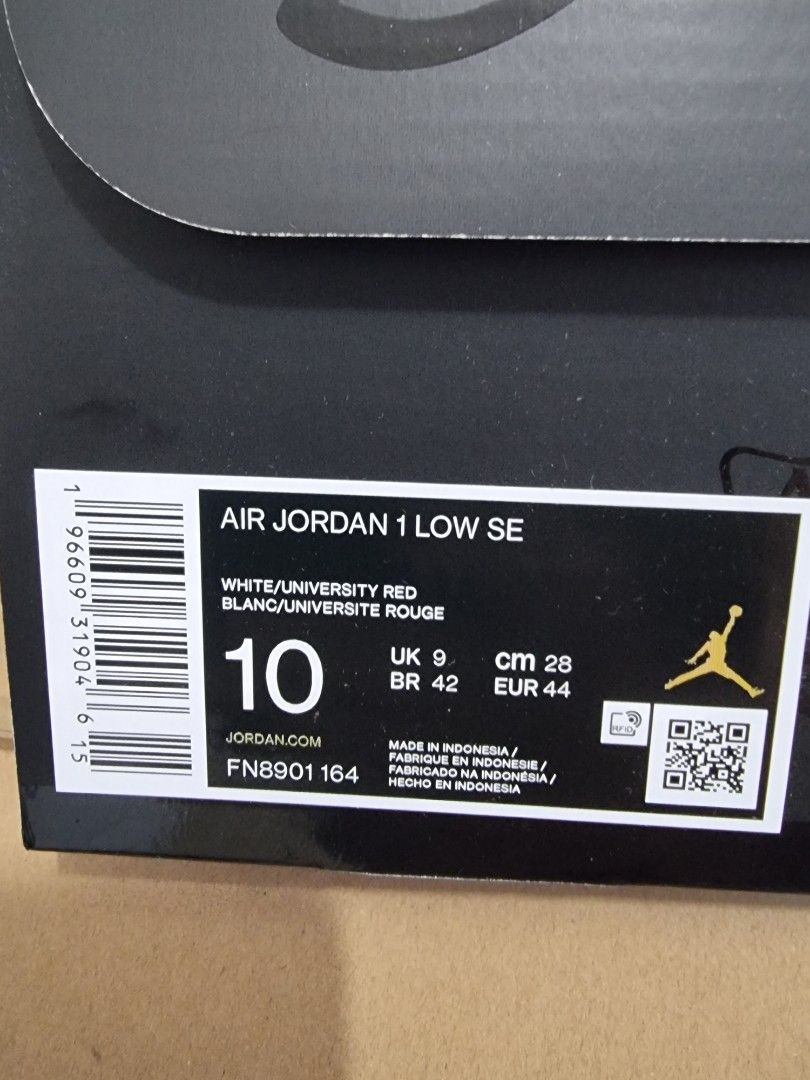 AIR JORDAN 1 LOW SE
WHITE/UNIVERSITY RED
BLANC/UNIVERSITE ROUGE
10
UK 9
cm 28
BR 42
EUR 44
JORDAN.COM
FN8901 164
MADE IN INDONESIA /
FABRIQUE EN INDONESIE /
FABRICADO NA INDONÉSIA /
HECHO EN INDONESIA
RFID
1 96609 31904 6 15